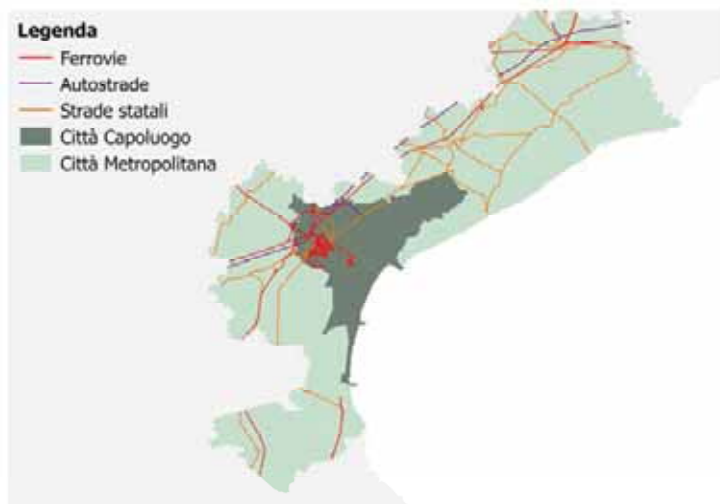 Legenda
Ferrovie
Autostrade
Strade statali
Città Capoluogo
Città Metropolitana